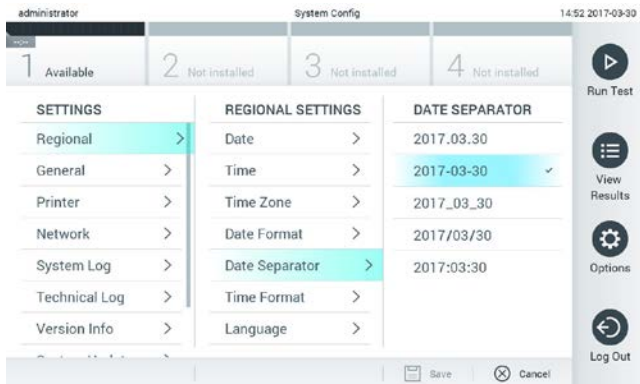 administrator
System Config
14:52 2017-03-30
1 Available
2 Not installed
3 Not installed
4 Not installed
Run Test
View
Results
Options
Log Out
SETTINGS
Regional
General
Printer
Network
System Log
Technical Log
Version Info
REGIONAL SETTINGS
Date
Time
Time Zone
Date Format
Date Separator
Time Format
Language
DATE SEPARATOR
2017.03.30
2017-03-30
2017_03_30
2017/03/30
2017:03:30
Save
Cancel